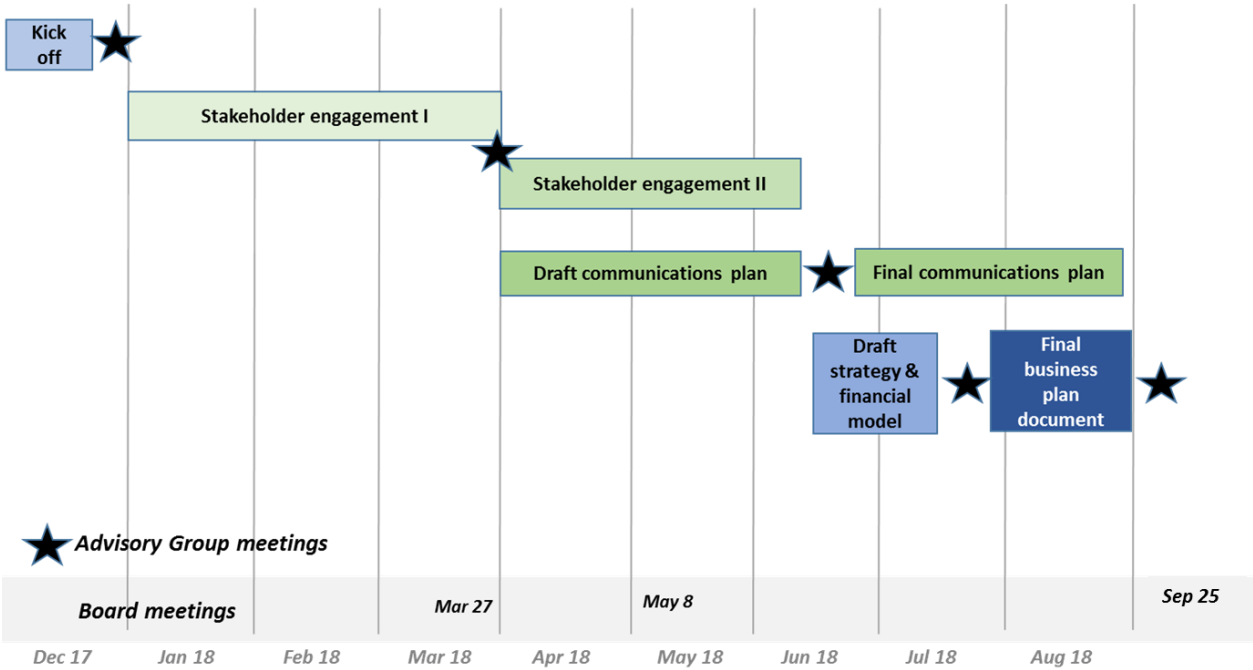 Kick
off
Stakeholder engagement I
Stakeholder engagement II
Draft communications plan
Final communications plan
Draft
strategy &
financial
model
Final
business
plan
document
Advisory Group meetings
Board meetings
Mar 27
May 8
Sep 25
Dec 17
Jan 18
Feb 18
Mar 18
Apr 18
May 18
Jun 18
Jul 18
Aug 18